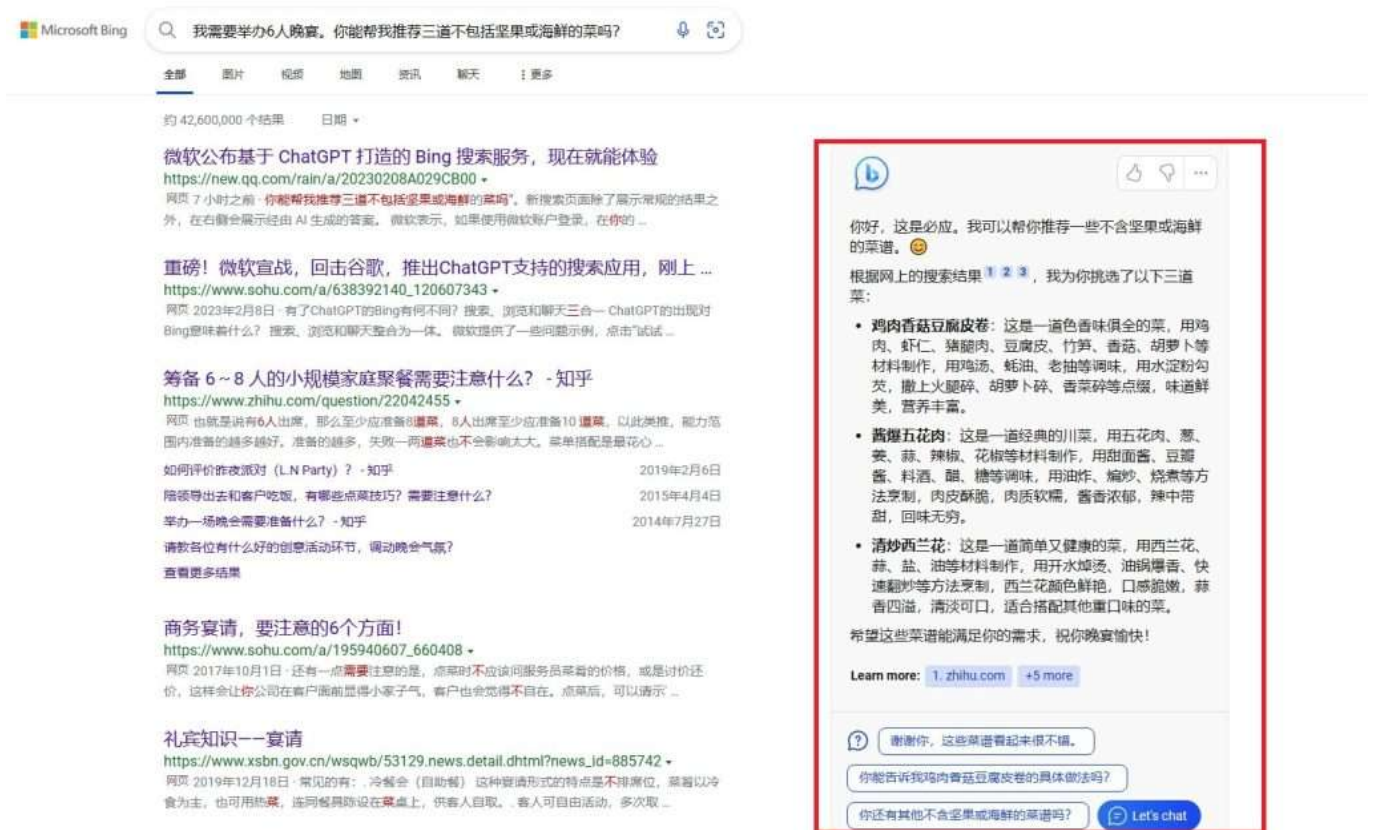 Microsoft Bing
我需要举办6人晚宴。你能帮我推荐三道不包括坚果或海鲜的菜吗?
全部 图片 视频 地图 资讯 聊天 更多
约 42,600,000 个结果 日期
微软公布基于 ChatGPT 打造的 Bing 搜索服务，现在就能体验
https://new.qq.com/rain/a/20230208A029CB00
网页 7 小时之前 · 你能帮我推荐三道不包括坚果或海鲜的菜吗"。新搜索页面除了展示常规的结果之
外，在右侧会展示经由 AI 生成的答案。 微软表示，如果使用微软账户登录，在你的 ...
重磅！微软宣战，回击谷歌，推出ChatGPT支持的搜索应用，刚上 ...
https://www.sohu.com/a/638392140_120607343
网页 2023年2月8日 · 有了ChatGPT的Bing有何不同？搜索、浏览和聊天三合一 ChatGPT的出现对
Bing意味着什么？ 搜索、浏览和聊天整合为一体。 微软提供了一些问题示例，点击"试试 ...
筹备 6～8 人的小规模家庭聚餐需要注意什么？ - 知乎
https://www.zhihu.com/question/22042455
网页 也就是说有6人出席，那么至少应准备8道菜，8人出席至少应准备10 道菜，以此类推，能力范
围内准备的越多越好。准备的越多，失败一两道菜也不会影响太大。菜单搭配是最花心 ...
如何评价昨夜派对（L.N Party）？ - 知乎 2019年2月6日
陪领导出去和客户吃饭，有哪些点菜技巧？需要注意什么？ 2015年4月4日
举办一场晚会需要准备什么？ - 知乎 2014年7月27日
请教各位有什么好的创意活动环节，调动晚会气氛？
查看更多结果
商务宴请，要注意的6个方面！
https://www.sohu.com/a/195940607_660408
网页 2017年10月1日 · 还有一点需要注意的是，点菜时不应该问服务员菜肴的价格，或是讨价还
价，这样会让你公司在客户面前显得小家子气，客户也会觉得不自在。点菜后，可以请示 ...
礼宾知识——宴请
https://www.xsbn.gov.cn/wsqwb/53129.news.detail.dhtml?news_id=885742
网页 2019年12月18日 · 常见的有： . 冷餐会（自助餐） 这种宴请形式的特点是不排席位，菜肴以冷
食为主，也可用热菜，连同餐具陈设在菜桌上，供客人自取。. 客人可自由活动，多次取 ...
你好，这是必应。我可以帮你推荐一些不含坚果或海鲜
的菜谱。
根据网上的搜索结果 1 2 3 ，我为你挑选了以下三道
菜：
• 鸡肉香菇豆腐皮卷：这是一道色香味俱全的菜，用鸡
肉、虾仁、猪腿肉、豆腐皮、竹笋、香菇、胡萝卜等
材料制作，用鸡汤、蚝油、老抽等调味，用水淀粉勾
芡，撒上火腿碎、胡萝卜碎、香菜碎等点缀，味道鲜
美，营养丰富。
• 酱爆五花肉：这是一道经典的川菜，用五花肉、葱、
姜、蒜、辣椒、花椒等材料制作，用甜面酱、豆瓣
酱、料酒、醋、糖等调味，用油炸、煸炒、烧煮等方
法烹制，肉皮酥脆，肉质软糯，酱香浓郁，辣中带
甜，回味无穷。
• 清炒西兰花：这是一道简单又健康的菜，用西兰花、
蒜、盐、油等材料制作，用开水焯烫、油锅爆香、快
速翻炒等方法烹制，西兰花颜色鲜艳，口感脆嫩，蒜
香四溢，清淡可口，适合搭配其他重口味的菜。
希望这些菜谱能满足你的需求，祝你晚宴愉快！
Learn more: 1. zhihu.com +5 more
谢谢你，这些菜谱看起来很不错。
你能告诉我鸡肉香菇豆腐皮卷的具体做法吗？
你还有其他不含坚果或海鲜的菜谱吗？ Let's chat